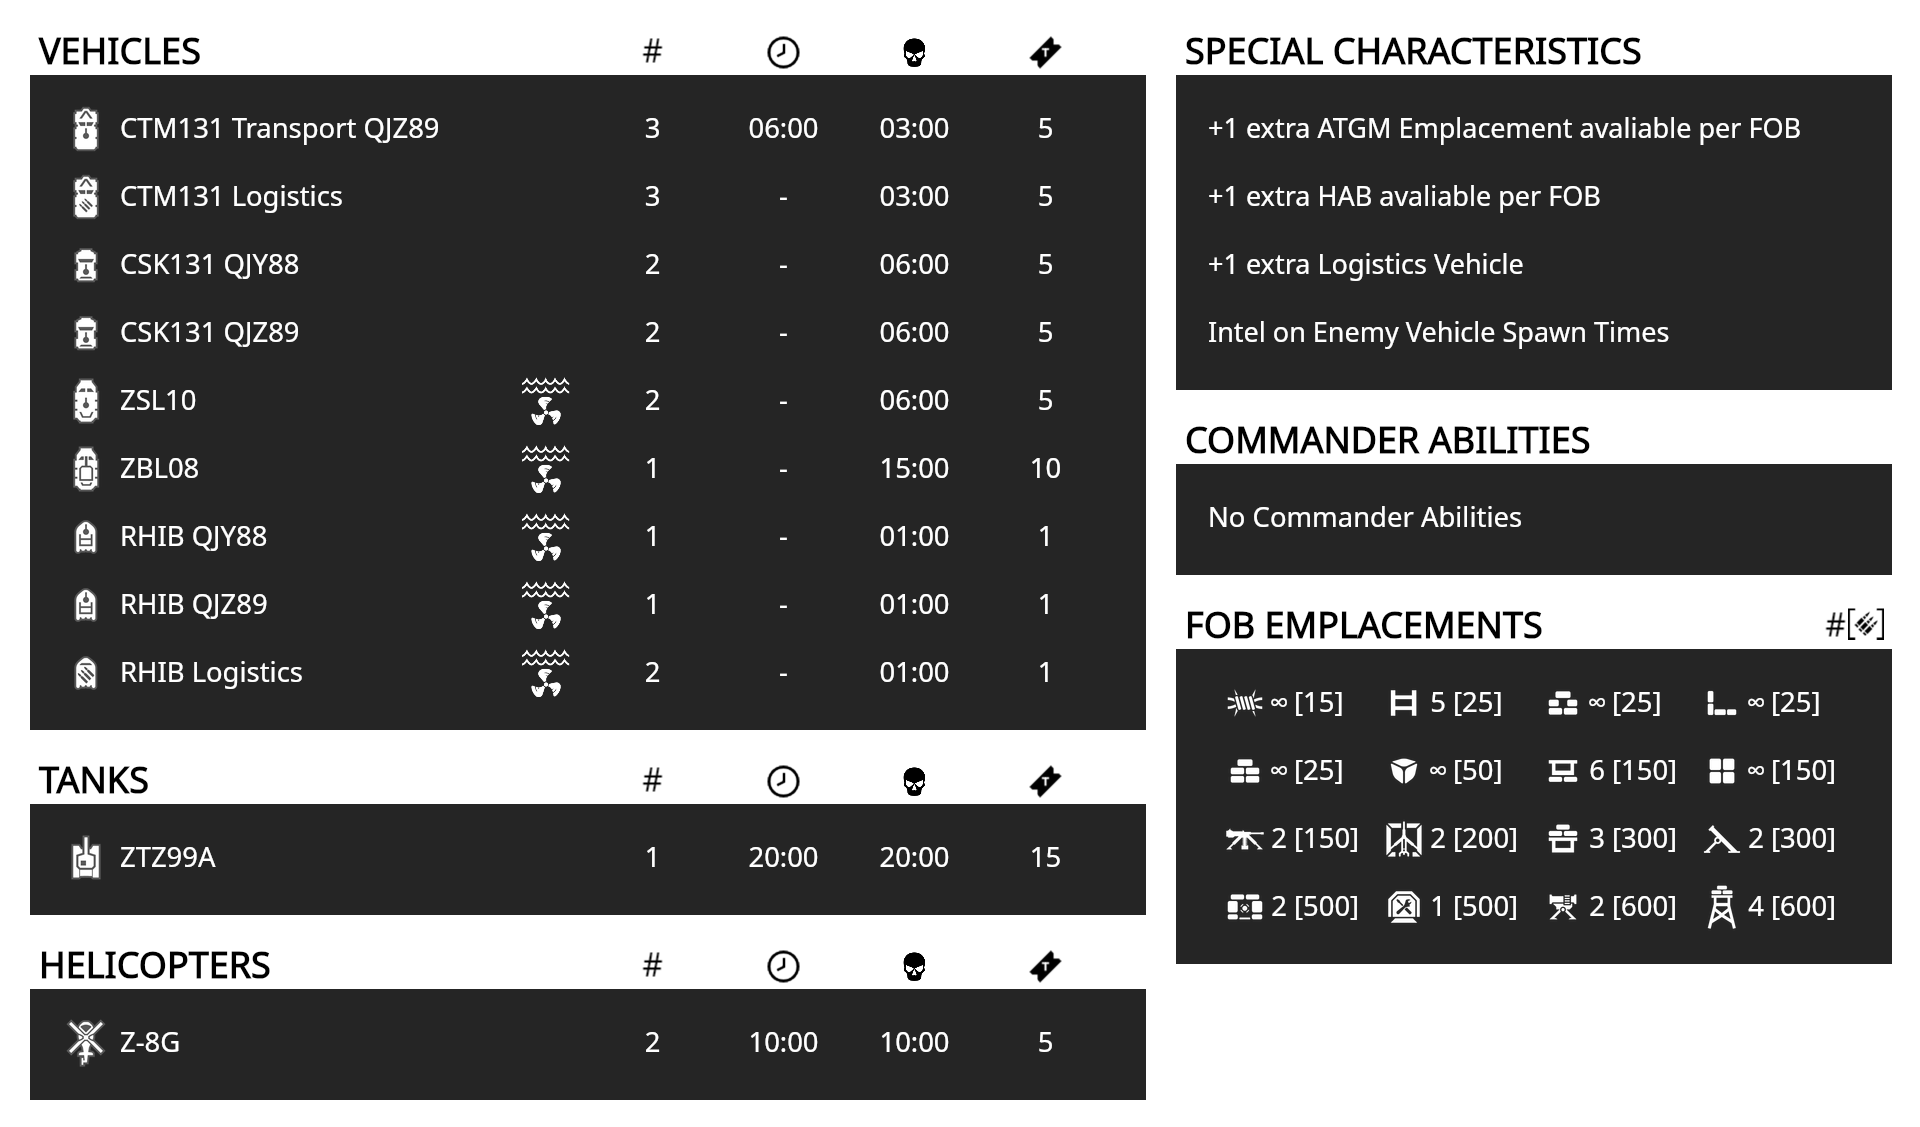 VEHICLES #
CTM131 Transport QJZ89 3 06:00 03:00 5
CTM131 Logistics 3 - 03:00 5
CSK131 QJY88 2 - 06:00 5
CSK131 QJZ89 2 - 06:00 5
ZSL10 2 - 06:00 5
ZBL08 1 - 15:00 10
RHIB QJY88 1 - 01:00 1
RHIB QJZ89 1 - 01:00 1
RHIB Logistics 2 - 01:00 1
TANKS #
ZTZ99A 1 20:00 20:00 15
HELICOPTERS #
Z-8G 2 10:00 10:00 5
SPECIAL CHARACTERISTICS
+1 extra ATGM Emplacement avaliable per FOB
+1 extra HAB avaliable per FOB
+1 extra Logistics Vehicle
Intel on Enemy Vehicle Spawn Times
COMMANDER ABILITIES
No Commander Abilities
FOB EMPLACEMENTS #[]
∞ [15] 5 [25] ∞ [25] ∞ [25]
∞ [25] ∞ [50] 6 [150] ∞ [150]
2 [150] 2 [200] 3 [300] 2 [300]
2 [500] 1 [500] 2 [600] 4 [600]